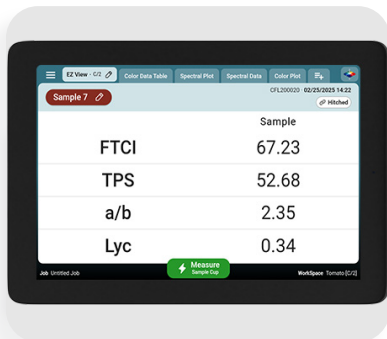 EZ View - C/2 Color Data Table Spectral Plot Spectral Data Color Plot
Sample 7 CFL200020 02/25/2025 14:22
Hitched
Sample
FTCI 67.23
TPS 52.68
a/b 2.35
Lyc 0.34
Job Untitled Job Measure Sample Cup WorkSpace Tomato [C/2]